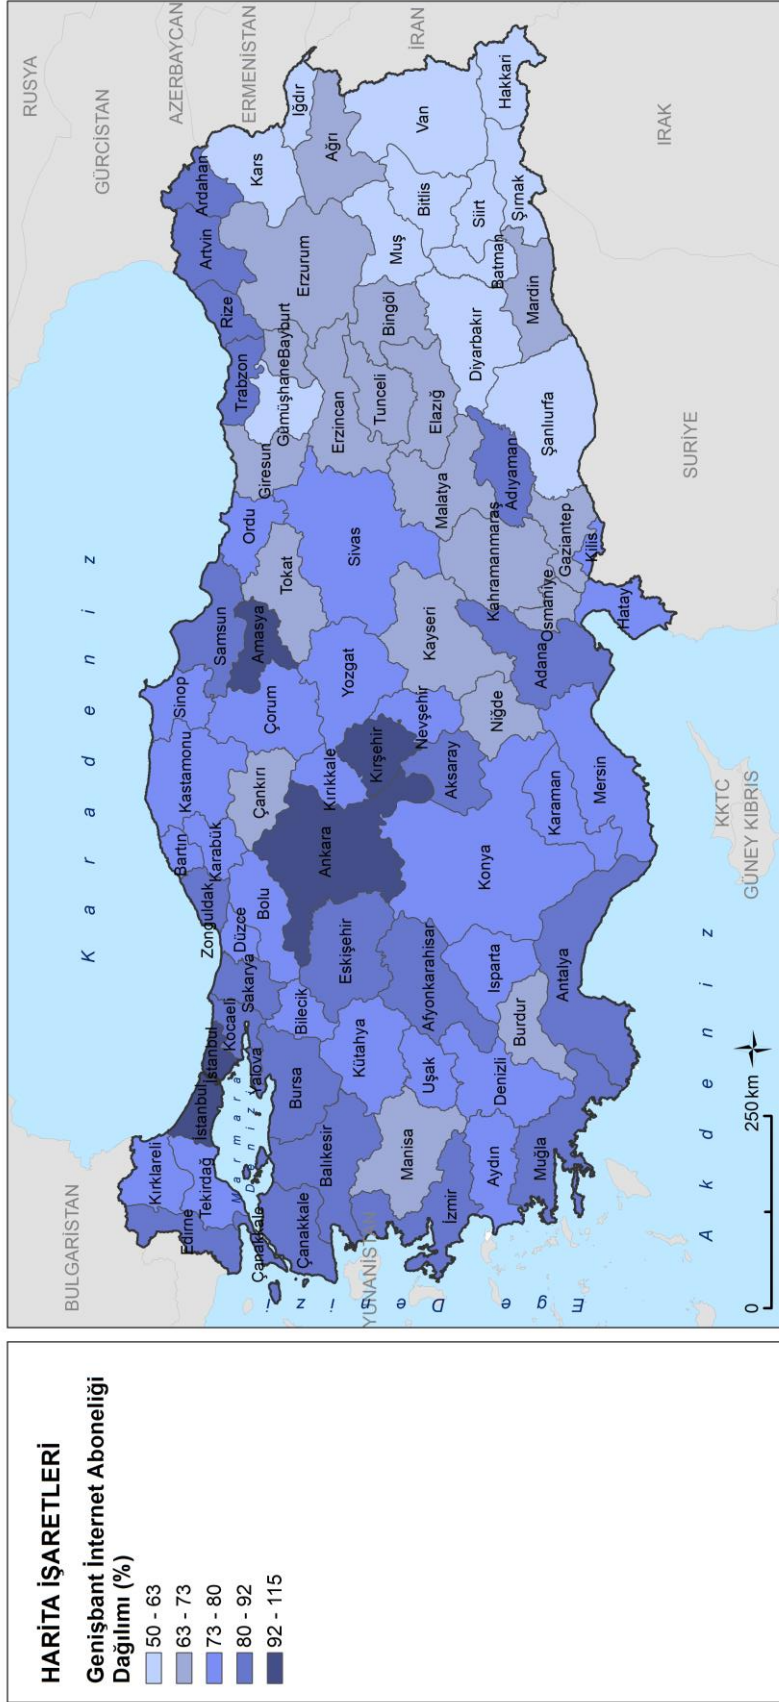 HARİTA İŞARETLERİ
Genişbant İnternet Aboneliği
Dağılımı (%)
50 - 63
63 - 73
73 - 80
80 - 92
92 - 115
RUSYA
GÜRCİSTAN
AZERBAYCAN
ERMENİSTAN
İRAN
IRAK
SURİYE
KKTC
GÜNEY KIBRIS
BULGARİSTAN
YUNANİSTAN
Karadeniz
Marmara
Denizi
Ege Denizi
Akdeniz
Kırklareli
Edirne
Tekirdağ
İstanbul
İstanbul
Kocaeli
Yalova
Sakarya
Düzce
Zonguldak
Bartın
Karabük
Kastamonu
Sinop
Samsun
Ordu
Giresun
Trabzon
Rize
Artvin
Ardahan
Kars
Iğdır
Ağrı
Erzurum
Bayburt
Gümüşhane
Erzincan
Tunceli
Bingöl
Muş
Bitlis
Van
Hakkari
Şırnak
Siirt
Batman
Mardin
Diyarbakır
Elazığ
Malatya
Adıyaman
Şanlıurfa
Gaziantep
Kilis
Kahramanmaraş
Osmaniye
Hatay
Adana
Mersin
Niğde
Kayseri
Sivas
Tokat
Amasya
Çorum
Yozgat
Çankırı
Kırıkkale
Kırşehir
Nevşehir
Aksaray
Ankara
Bolu
Konya
Karaman
Eskişehir
Bilecik
Bursa
Çanakkale
Çanakkale
Balıkesir
Kütahya
Afyonkarahisar
Uşak
Manisa
İzmir
Aydın
Denizli
Muğla
Burdur
Isparta
Antalya
0
250 km